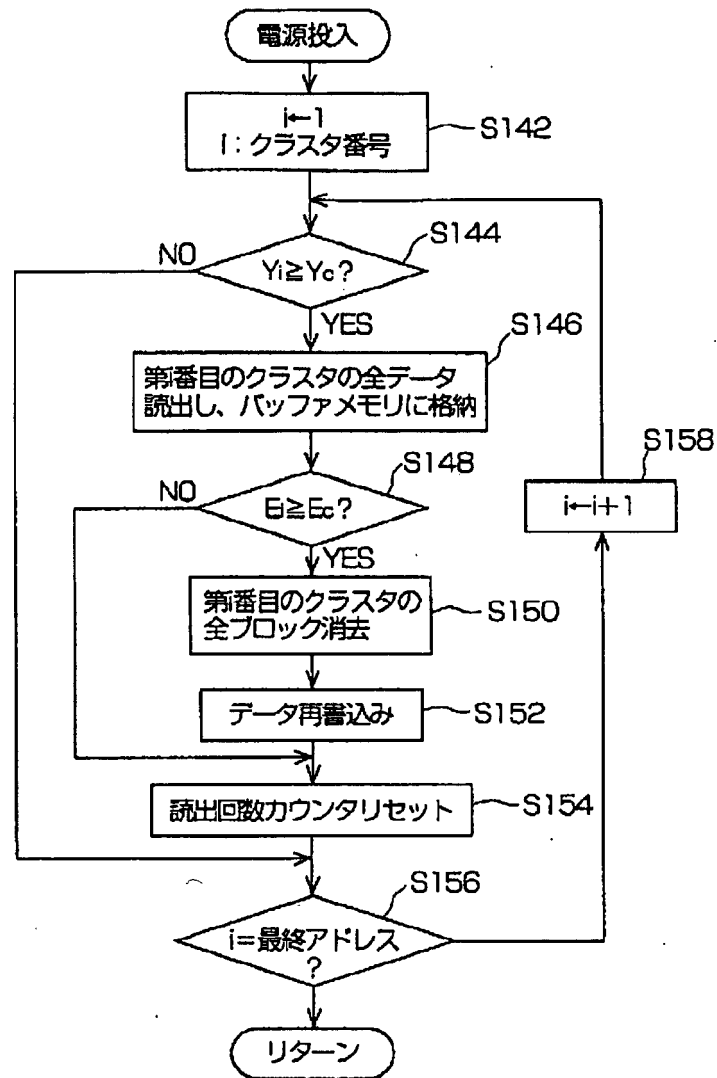 電源投入
i←1
i:クラスタ番号
S142
S144
NO
Yi≧Yc?
YES
S146
第i番目のクラスタの全データ
読出し、バッファメモリに格納
S148
S158
NO
Ei≧Ec?
i←i+1
YES
第i番目のクラスタの
全ブロック消去
S150
データ再書込み
S152
読出回数カウンタリセット
S154
S156
i=最終アドレス
?
リターン